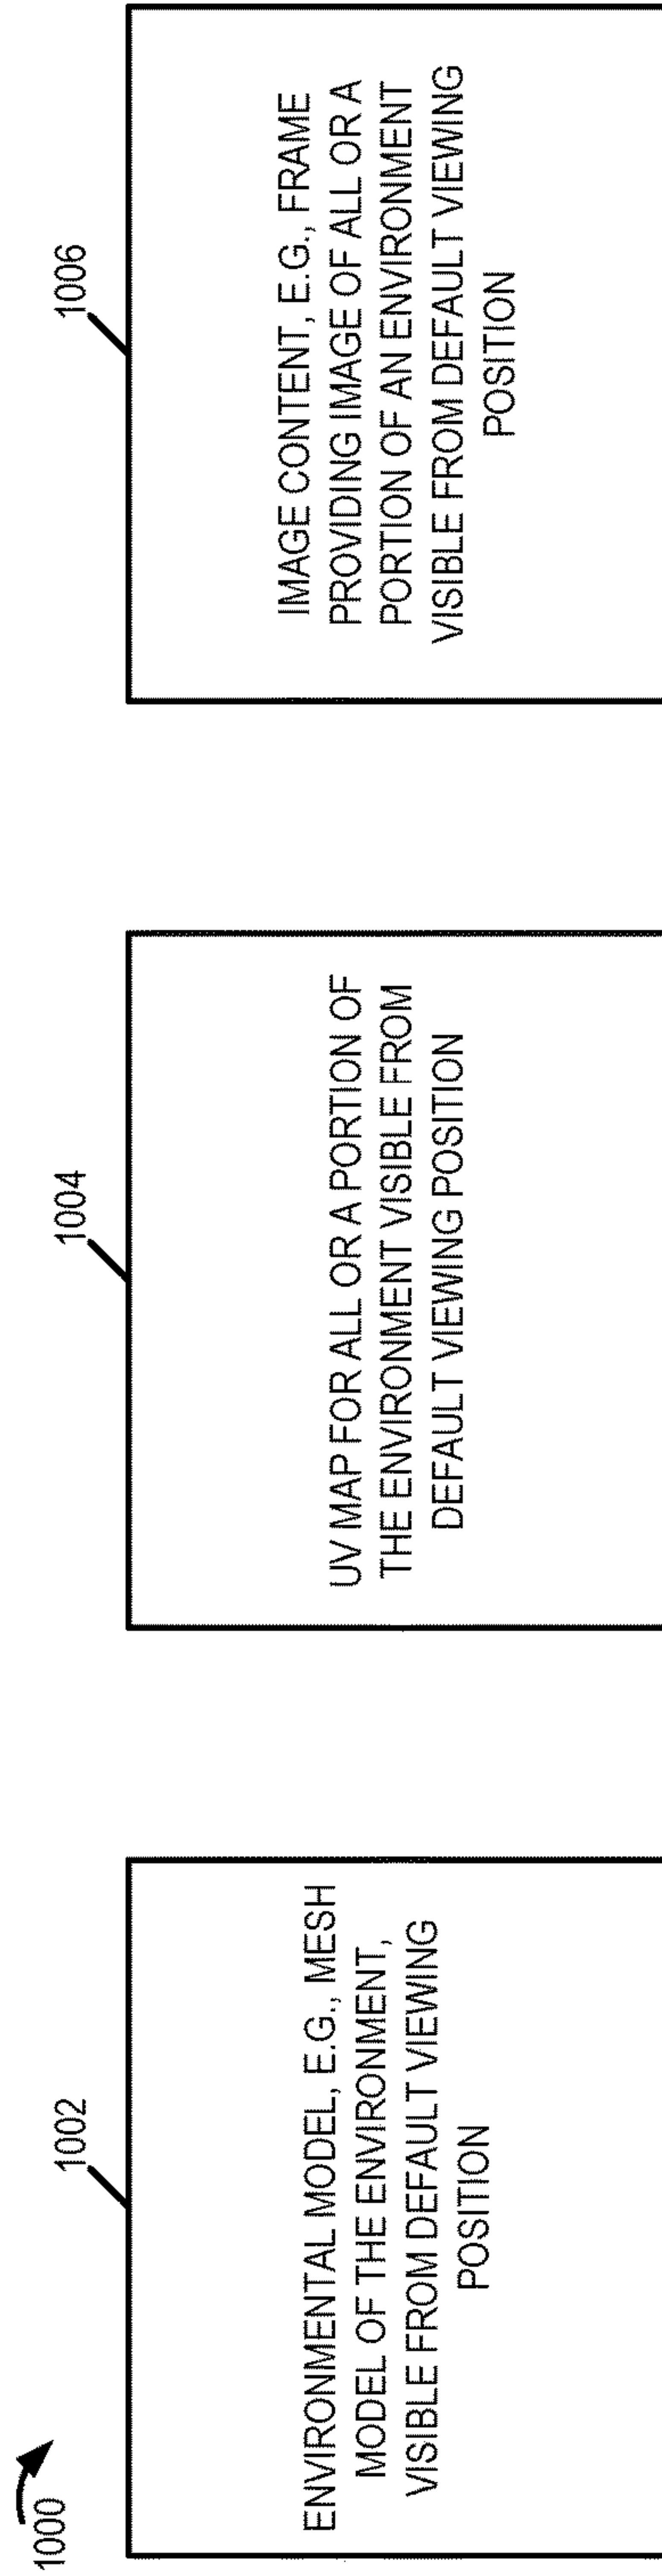 1000
1002
ENVIRONMENTAL MODEL, E.G., MESH
MODEL OF THE ENVIRONMENT,
VISIBLE FROM DEFAULT VIEWING
POSITION
1004
UV MAP FOR ALL OR A PORTION OF
THE ENVIRONMENT VISIBLE FROM
DEFAULT VIEWING POSITION
1006
IMAGE CONTENT, E.G., FRAME
PROVIDING IMAGE OF ALL OR A
PORTION OF AN ENVIRONMENT
VISIBLE FROM DEFAULT VIEWING
POSITION